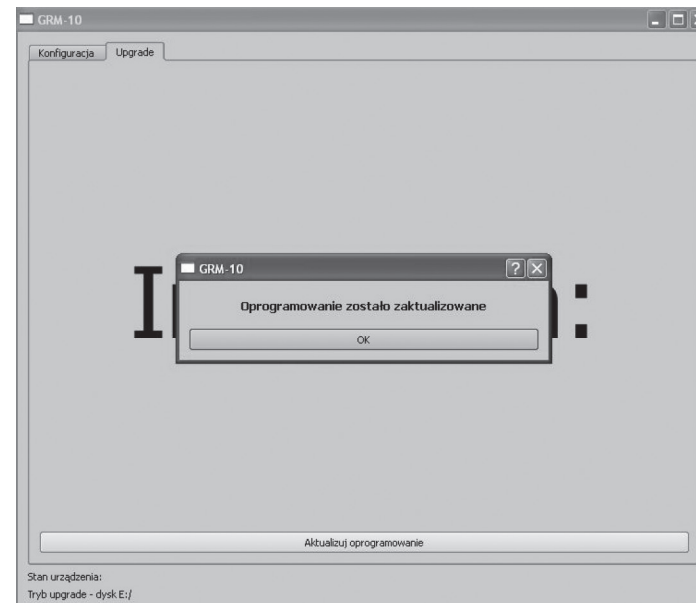 GRM-10
Konfiguracja Upgrade
GRM-10
Oprogramowanie zostało zaktualizowane
OK
Aktualizuj oprogramowanie
Stan urządzenia:
Tryb upgrade - dysk E:/